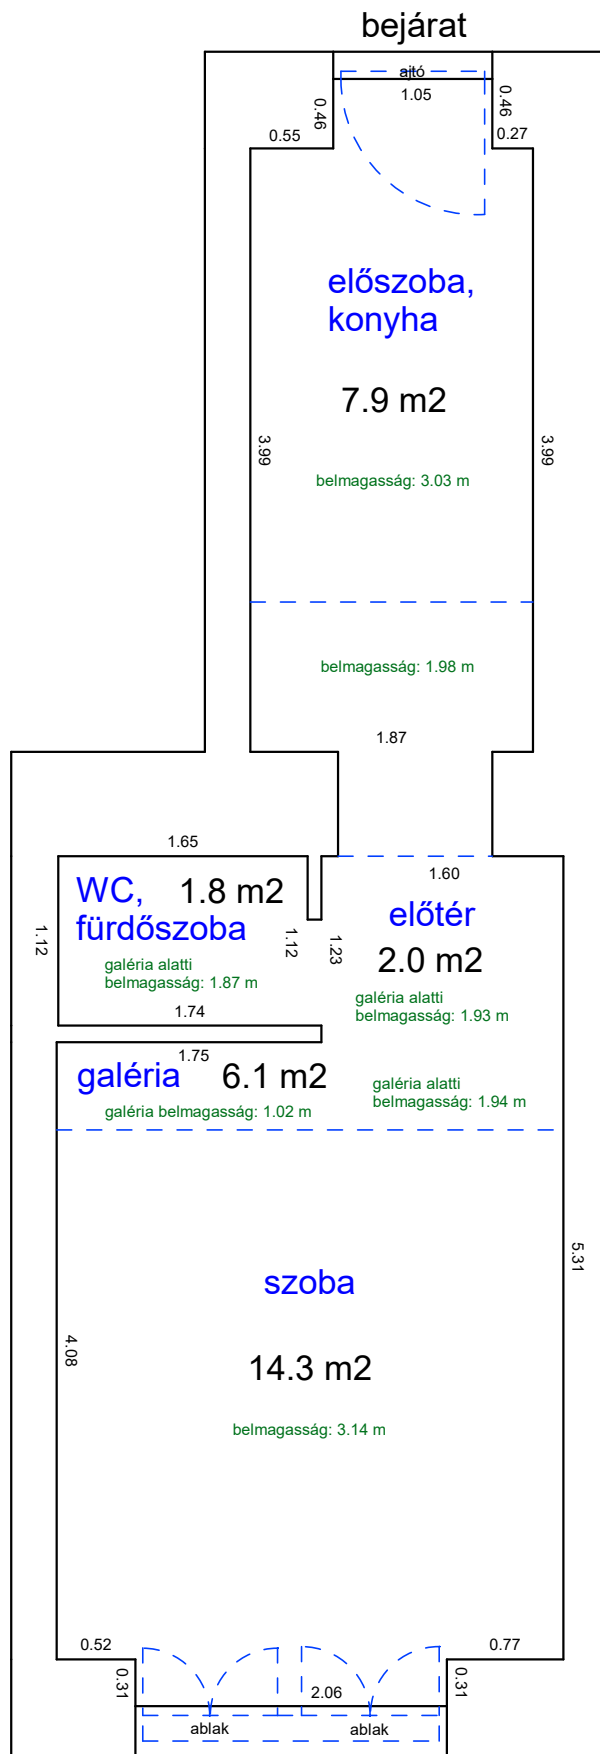 bejárat
ajtó
1.05
0.46
0.46
0.55
0.27
előszoba,
konyha
7.9 m2
3.99
3.99
belmagasság: 3.03 m
belmagasság: 1.98 m
1.87
1.65
1.60
WC,
fürdőszoba
1.8 m2
előtér
2.0 m2
1.12
1.12
1.23
galéria alatti
belmagasság: 1.87 m
galéria alatti
belmagasság: 1.93 m
1.74
1.75
galéria
6.1 m2
galéria alatti
belmagasság: 1.94 m
galéria belmagasság: 1.02 m
5.31
szoba
4.08
14.3 m2
belmagasság: 3.14 m
0.52
0.77
0.31
0.31
2.06
ablak
ablak